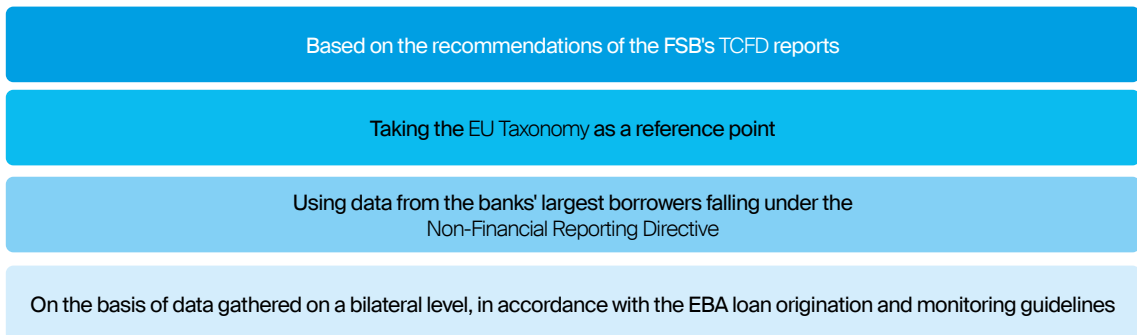 Based on the recommendations of the FSB's TCFD reports
Taking the EU Taxonomy as a reference point
Using data from the banks' largest borrowers falling under the
Non-Financial Reporting Directive
On the basis of data gathered on a bilateral level, in accordance with the EBA loan origination and monitoring guidelines